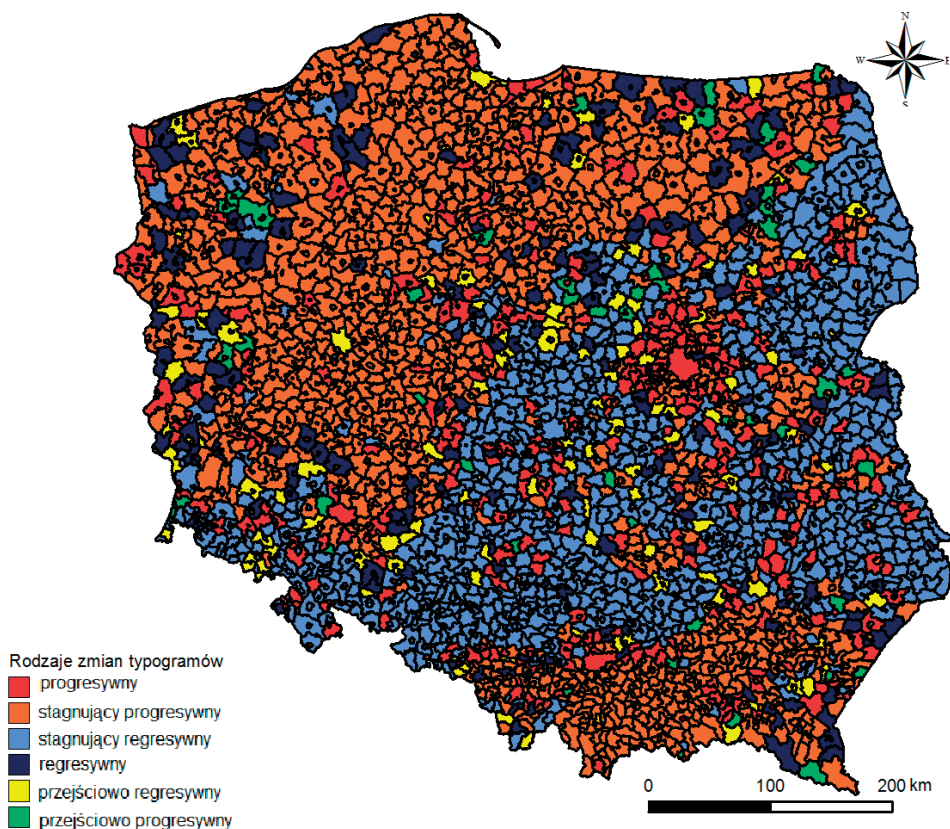 N
W
E
S
Rodzaje zmian typogramów
progresywny
stagnujący progresywny
stagnujący regresywny
regresywny
przejściowo regresywny
przejściowo progresywny
0 100 200 km